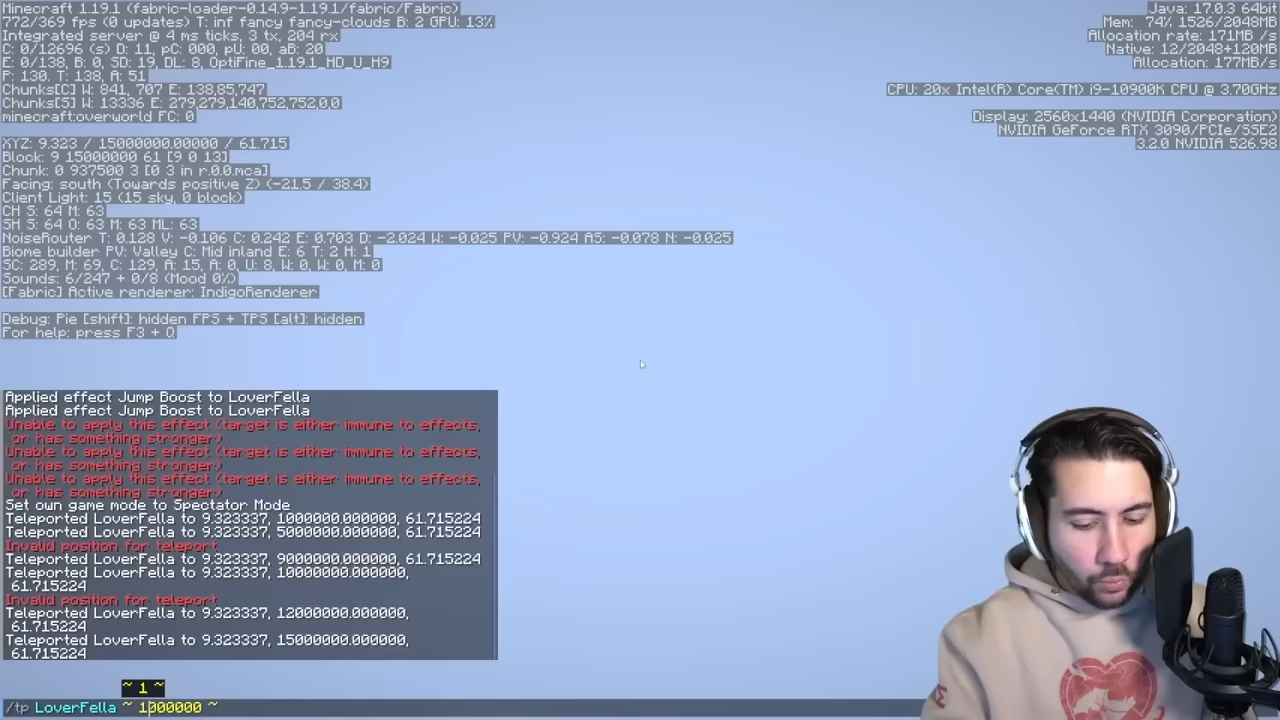 Minecraft 1.19.1 (fabric-loader-0.14.9-1.19.1/fabric/Fabric)
772/369 fps (0 updates) T: inf fancy fancy-clouds B: 2 GPU: 13%
Integrated server @ 4 ms ticks, 3 tx, 204 rx
C: 0/12696 (s) D: 11, pC: 000, pU: 00, aB: 20
E: 0/138, B: 0, SD: 19, DL: 8, OptiFine_1.19.1_HD_U_H9
P: 130. T: 138, A: 51
Chunks[C] W: 841, 707 E: 138,85,747
Chunks[S] W: 13336 E: 279,279,140,752,752,0,0
minecraft:overworld FC: 0
XYZ: 9.323 / 15000000.00000 / 61.715
Block: 9 15000000 61 [9 0 13]
Chunk: 0 937500 3 [0 3 in r.0.0.mca]
Facing: south (Towards positive Z) (-21.5 / 38.4)
Client Light: 15 (15 sky, 0 block)
CH S: 64 M: 63
SH S: 64 O: 63 M: 63 ML: 63
NoiseRouter T: 0.128 V: -0.106 C: 0.242 E: 0.703 D: -2.024 W: -0.025 PV: -0.924 AS: -0.078 N: -0.025
Biome builder PV: Valley C: Mid inland E: 6 T: 2 H: 1
SC: 289, M: 69, C: 129, A: 15, A: 0, U: 8, W: 0, W: 0, M: 0
Sounds: 6/247 + 0/8 (Mood 0%)
[Fabric] Active renderer: IndigoRenderer
Debug: Pie [shift]: hidden FPS + TPS [alt]: hidden
For help: press F3 + Q
Java: 17.0.3 64bit
Mem: 74% 1526/2048MB
Allocation rate: 171MB /s
Native: 12/2048+120MB
Allocation: 177MB/s
CPU: 20x Intel(R) Core(TM) i9-10900K CPU @ 3.70GHz
Display: 2560x1440 (NVIDIA Corporation)
NVIDIA GeForce RTX 3090/PCIe/SSE2
3.2.0 NVIDIA 526.98
Applied effect Jump Boost to LoverFella
Applied effect Jump Boost to LoverFella
Unable to apply this effect (target is either immune to effects,
or has something stronger)
Unable to apply this effect (target is either immune to effects,
or has something stronger)
Unable to apply this effect (target is either immune to effects,
or has something stronger)
Set own game mode to Spectator Mode
Teleported LoverFella to 9.323337, 1000000.000000, 61.715224
Teleported LoverFella to 9.323337, 5000000.000000, 61.715224
Invalid position for teleport
Teleported LoverFella to 9.323337, 9000000.000000, 61.715224
Teleported LoverFella to 9.323337, 10000000.000000,
61.715224
Invalid position for teleport
Teleported LoverFella to 9.323337, 12000000.000000,
61.715224
Teleported LoverFella to 9.323337, 15000000.000000,
61.715224
~ 1 ~
/tp LoverFella ~ 1000000 ~